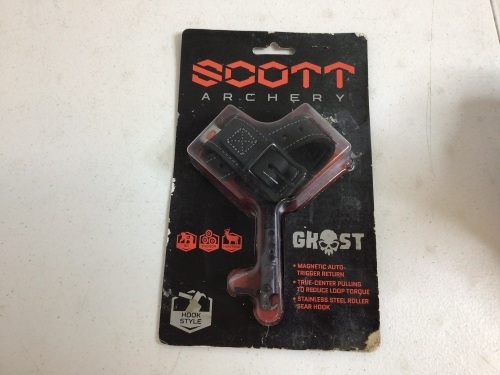 SCOTT
ARCHERY
GHOST
• MAGNETIC AUTO-
TRIGGER RETURN
• TRUE-CENTER PULLING
TO REDUCE LOOP TORQUE
• STAINLESS STEEL ROLLER
SEAR HOOK
HOOK
STYLE